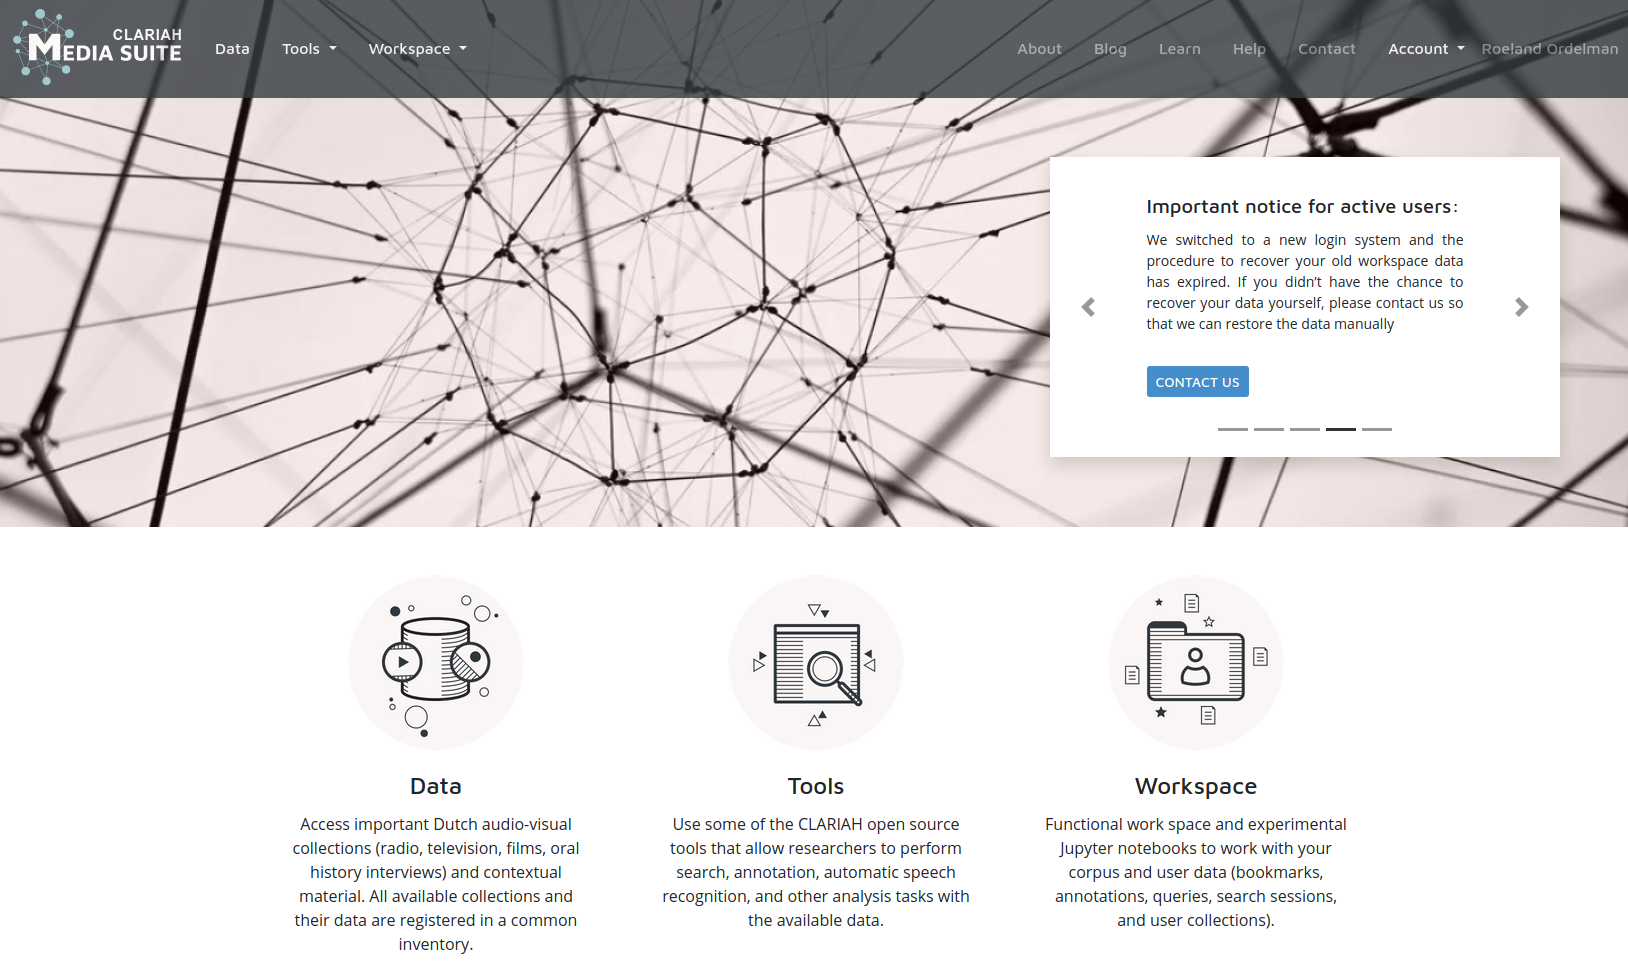 CLARIAH
MEDIA SUITE
Data
Tools
Workspace
About
Blog
Learn
Help
Contact
Account
Roeland Ordelman
Important notice for active users:
We switched to a new login system and the
procedure to recover your old workspace data
has expired. If you didn’t have the chance to
recover your data yourself, please contact us so
that we can restore the data manually
CONTACT US
Data
Access important Dutch audio-visual
collections (radio, television, films, oral
history interviews) and contextual
material. All available collections and
their data are registered in a common
inventory.
Tools
Use some of the CLARIAH open source
tools that allow researchers to perform
search, annotation, automatic speech
recognition, and other analysis tasks with
the available data.
Workspace
Functional work space and experimental
Jupyter notebooks to work with your
corpus and user data (bookmarks,
annotations, queries, search sessions,
and user collections).